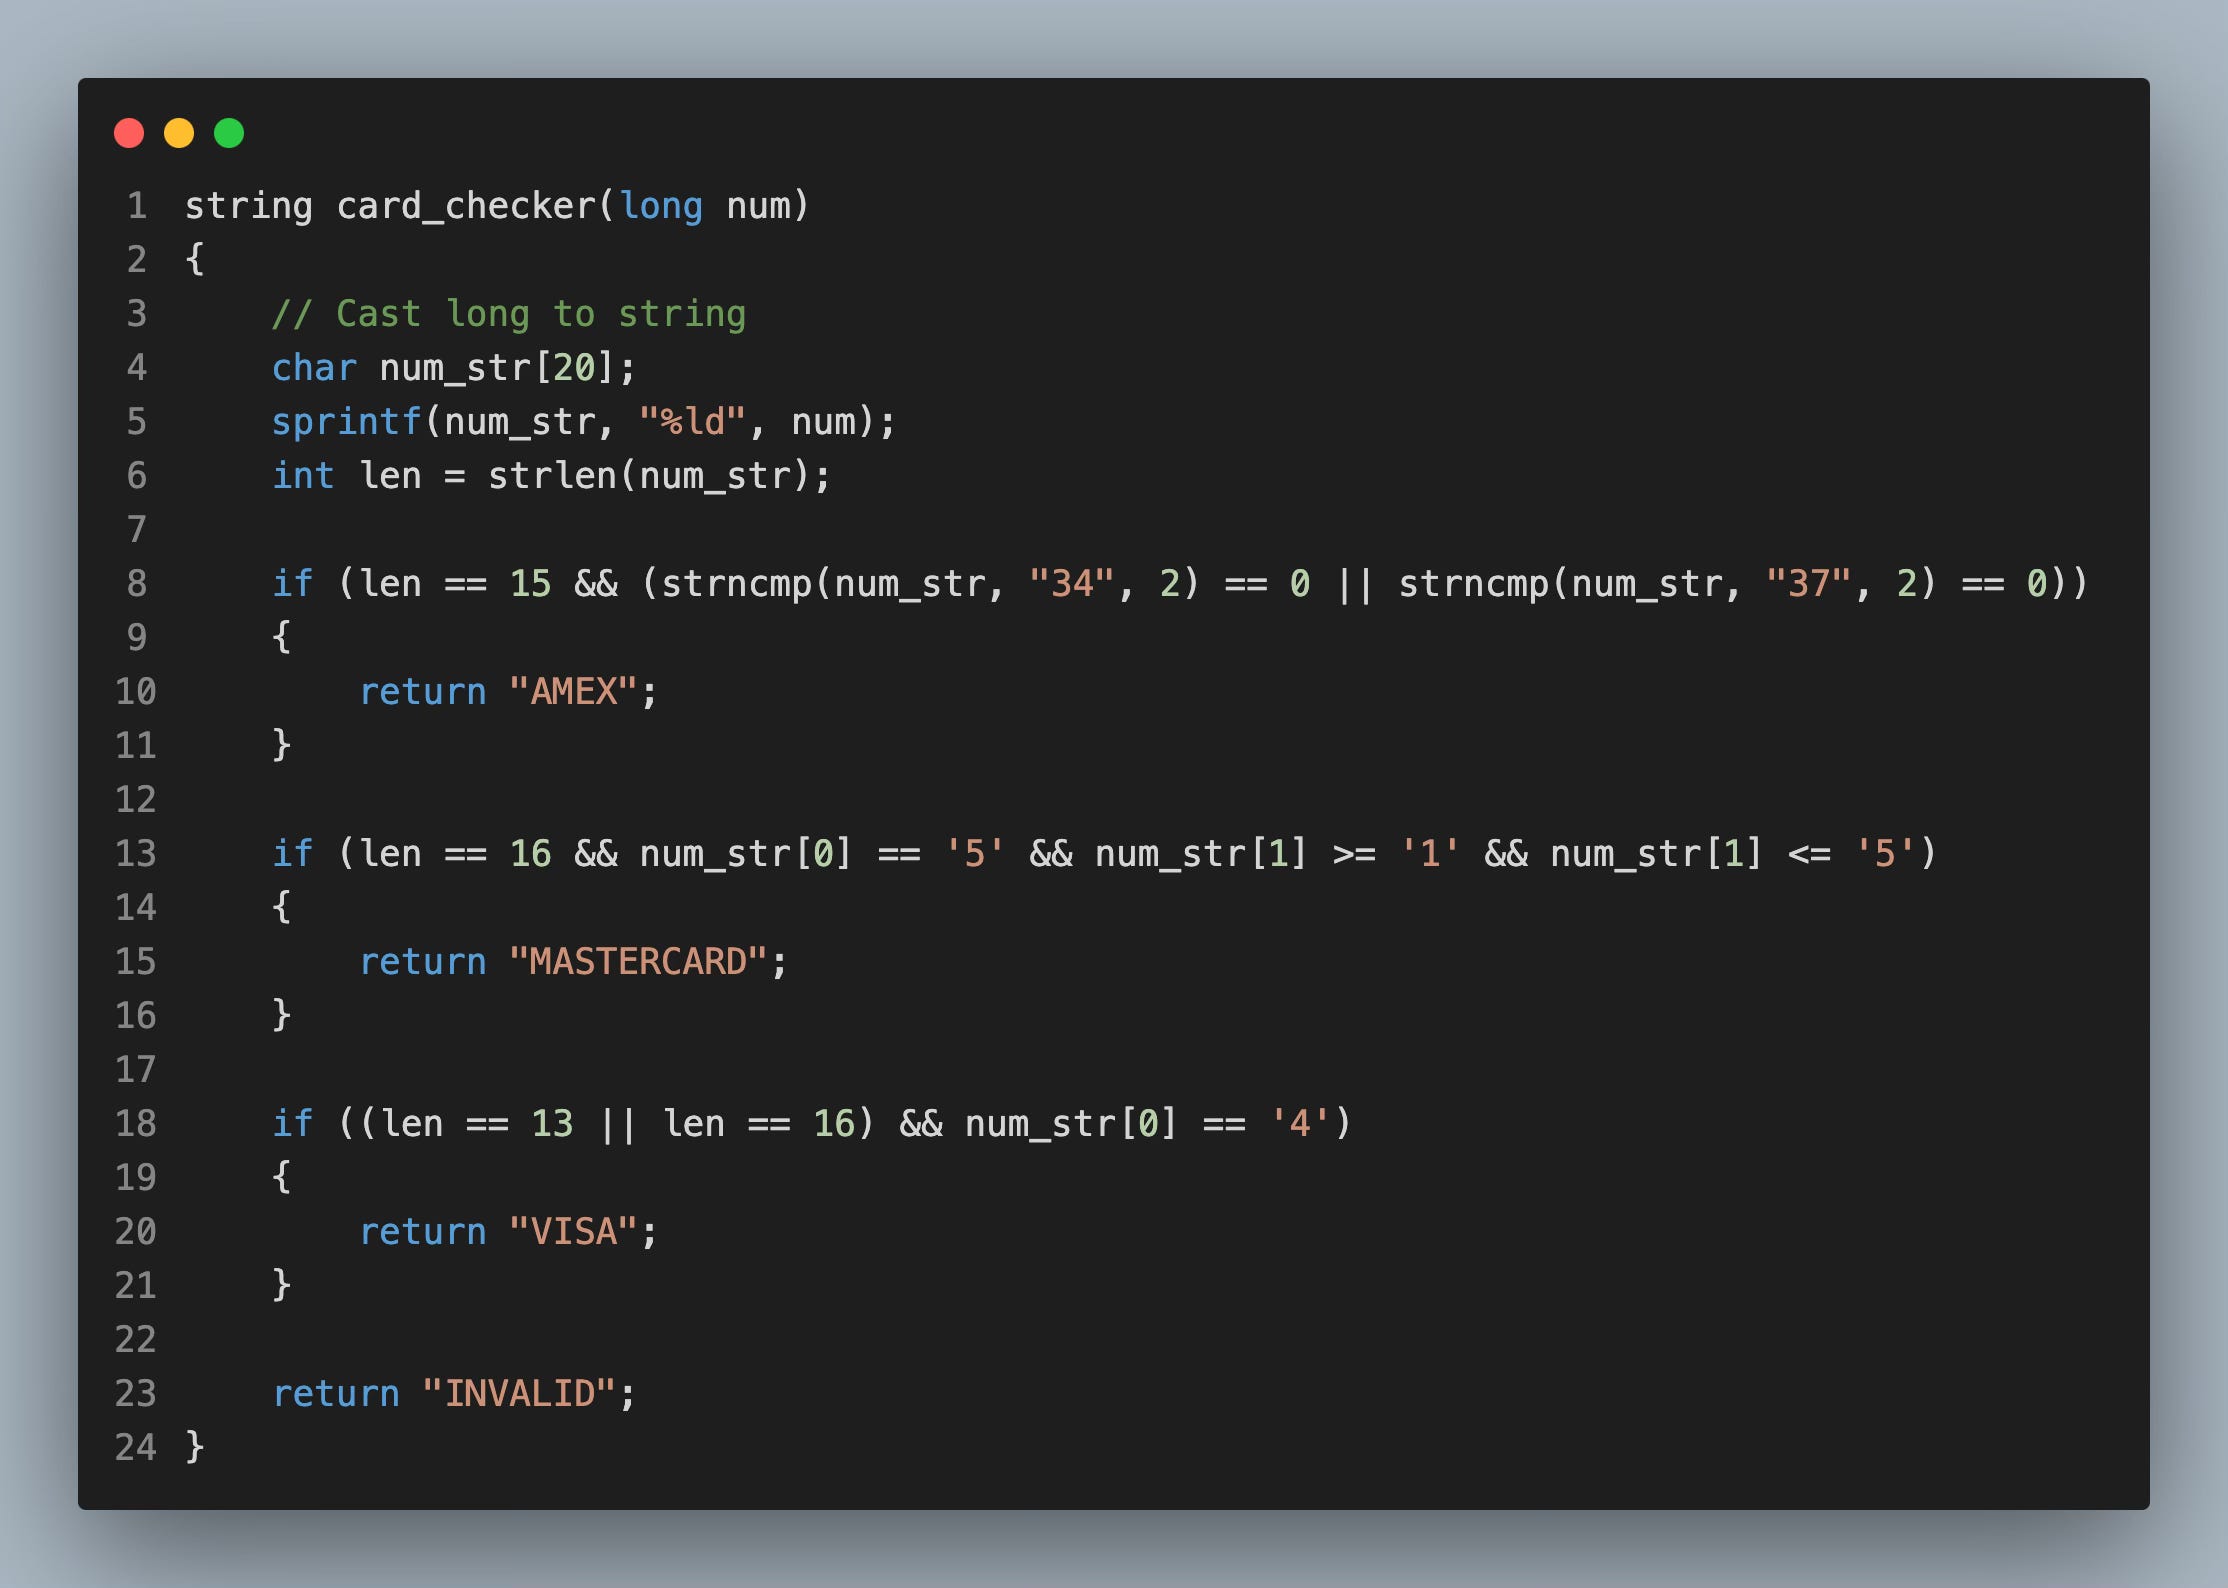 1 string card_checker(long num)
2 {
3     // Cast long to string
4     char num_str[20];
5     sprintf(num_str, "%ld", num);
6     int len = strlen(num_str);
7
8     if (len == 15 && (strncmp(num_str, "34", 2) == 0 || strncmp(num_str, "37", 2) == 0))
9     {
10         return "AMEX";
11     }
12
13     if (len == 16 && num_str[0] == '5' && num_str[1] >= '1' && num_str[1] <= '5')
14     {
15         return "MASTERCARD";
16     }
17
18     if ((len == 13 || len == 16) && num_str[0] == '4')
19     {
20         return "VISA";
21     }
22
23     return "INVALID";
24 }